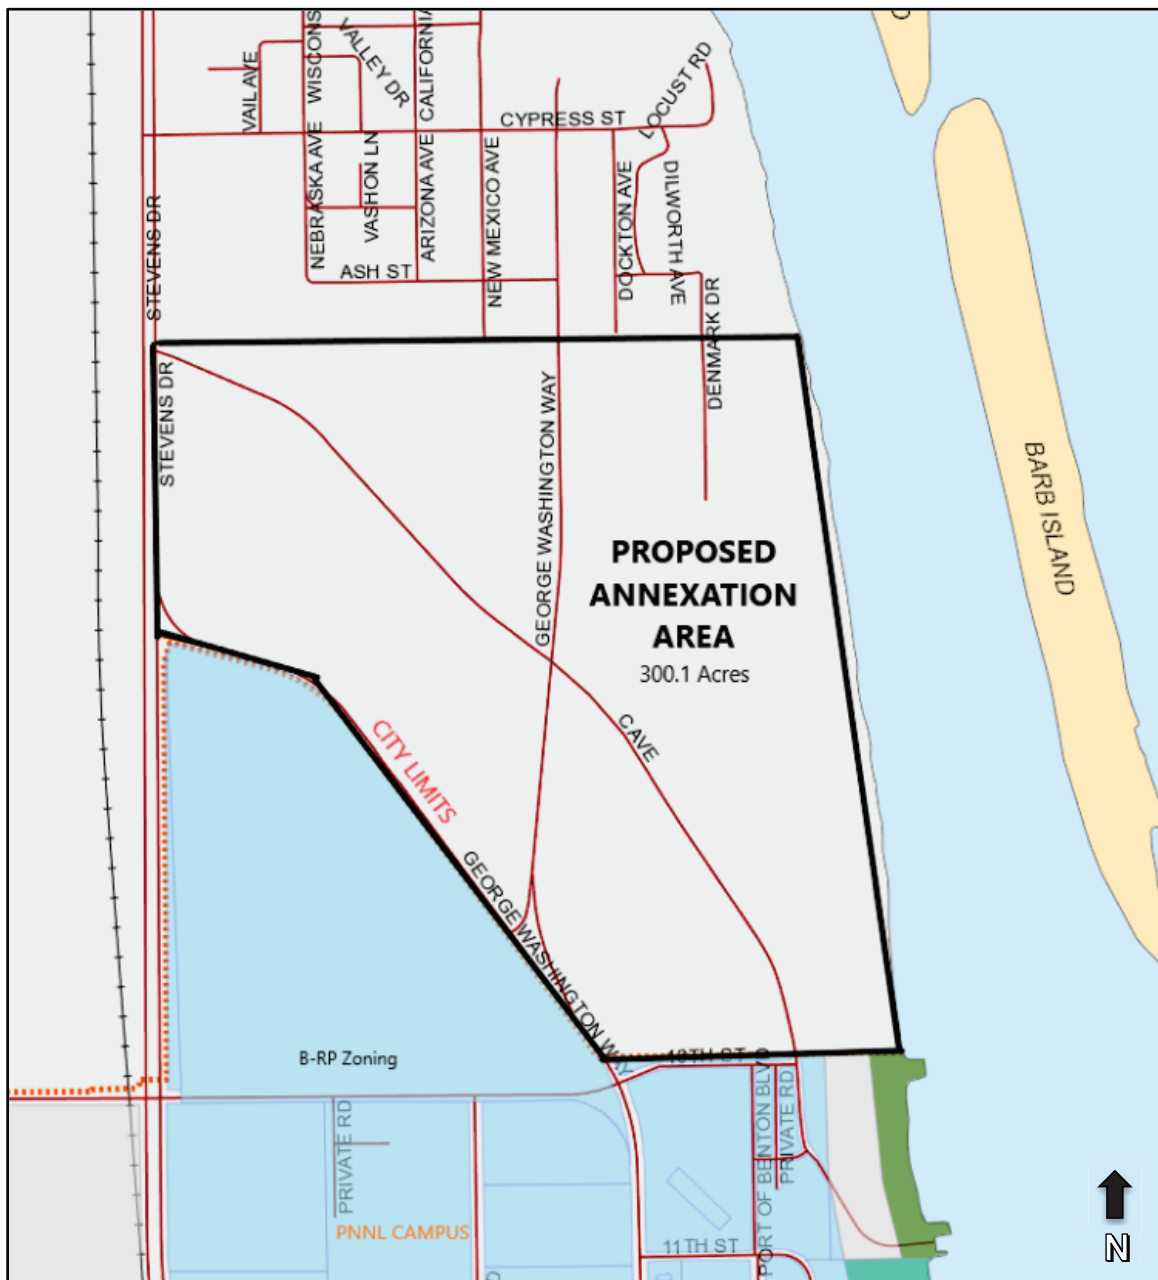 VAIL AVE
WISCONS
VALLEY DR
CALIFORNIA
LOCUST RD
CYPRESS ST
NEBRASKA AVE
VASHON LN
ARIZONA AVE
NEW MEXICO AVE
DOCKTON AVE
DILWORTH AVE
STEVENS DR
ASH ST
DENMARK DR
STEVENS DR
GEORGE WASHINGTON WAY
BARB ISLAND
PROPOSED
ANNEXATION
AREA
300.1 Acres
CAVE
CITY LIMITS
GEORGE WASHINGTON WAY
B-RP Zoning
PORT OF BENTON BLVD
PRIVATE RD
PRIVATE RD
PNNL CAMPUS
11TH ST
N